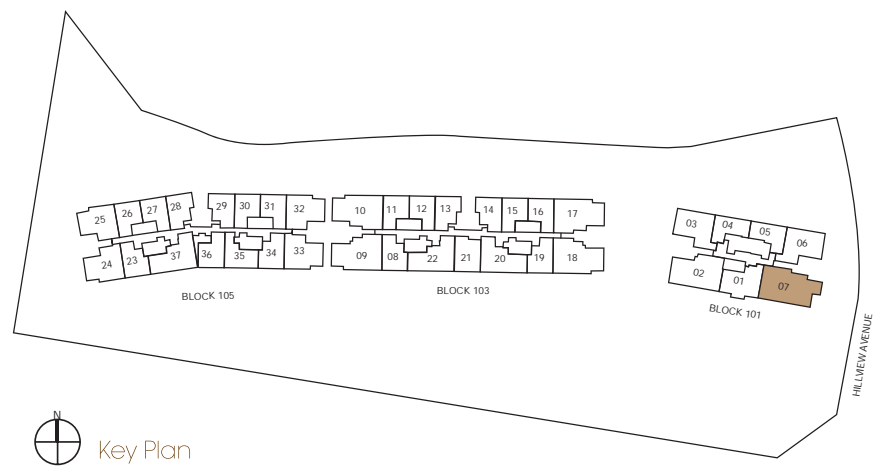 25 26 27 28 29 30 31 32 10 11 12 13 14 15 16 17 03 04 05 06
24 23 37 36 35 34 33 09 08 22 21 20 19 18 02 01 07
BLOCK 105
BLOCK 103
BLOCK 101
HILLVIEW AVENUE
N
Key Plan